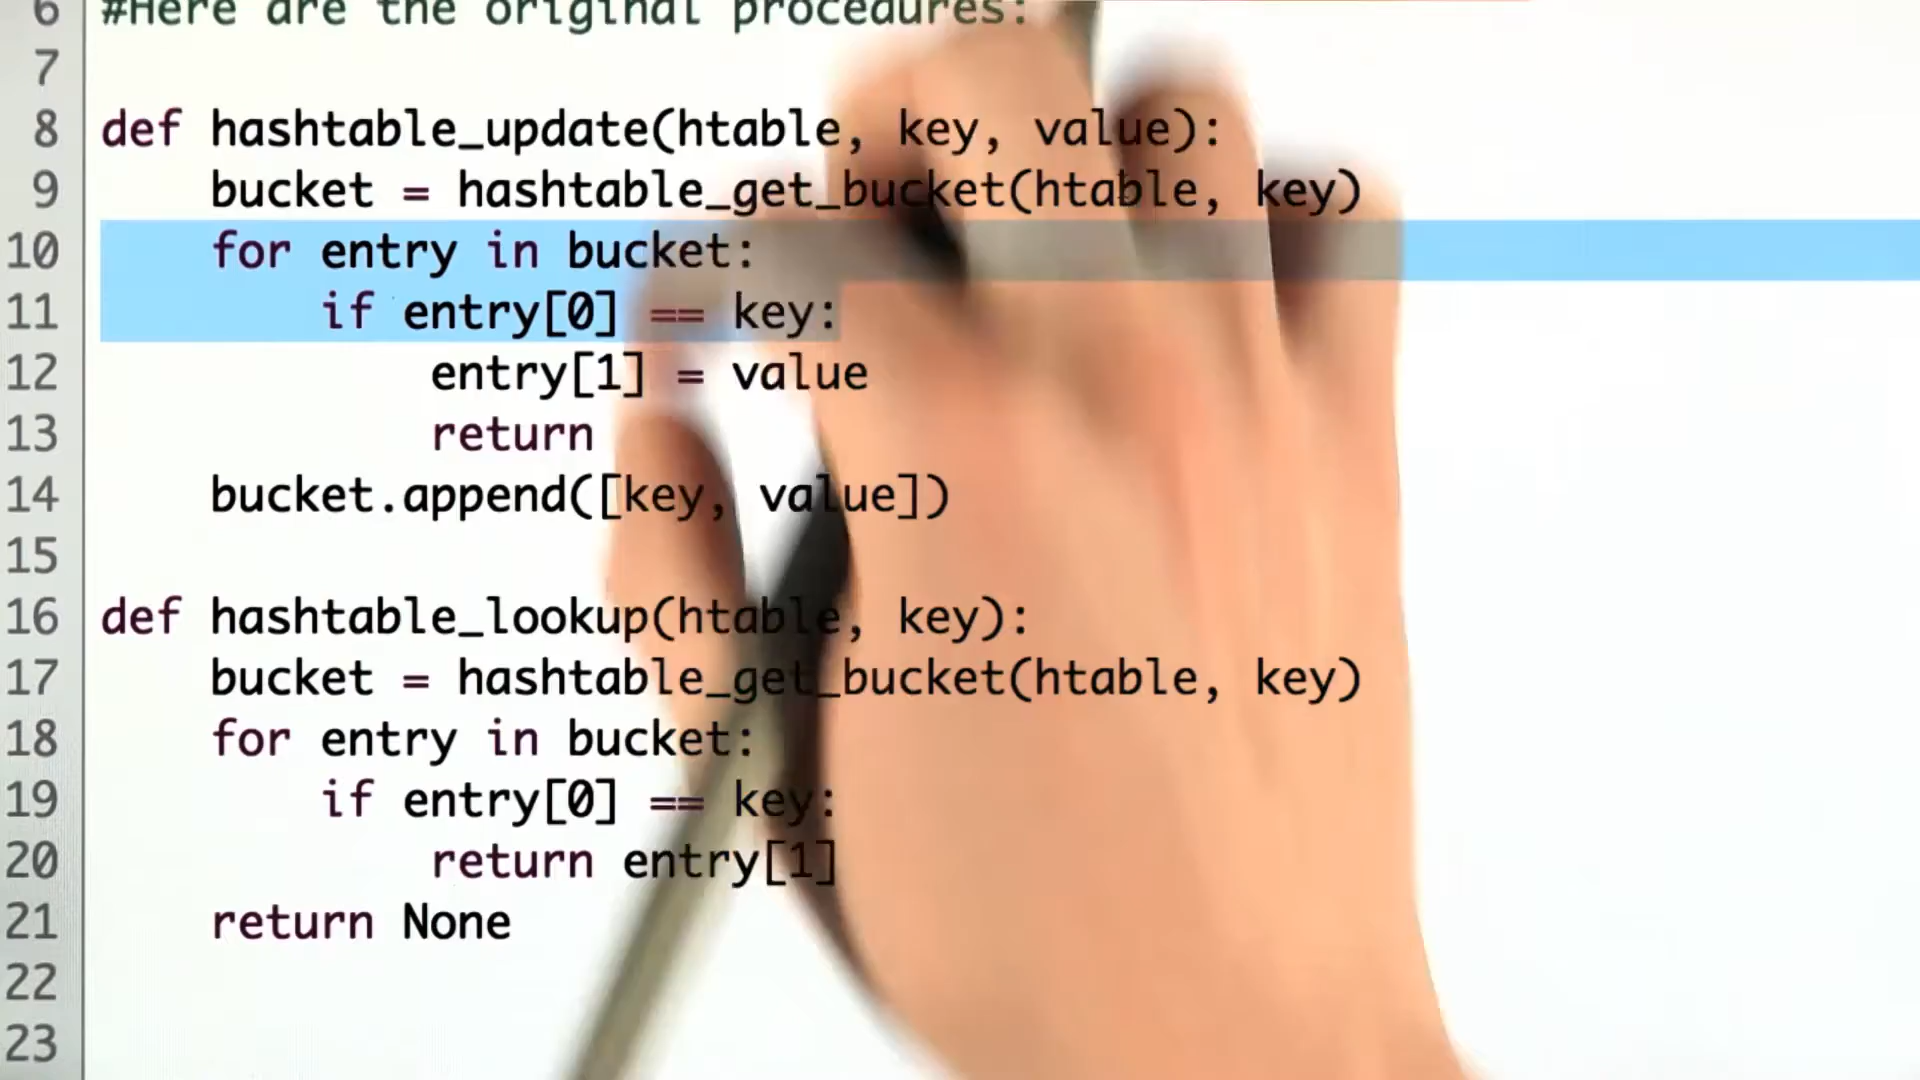 6 #Here are the original procedures:
7
8 def hashtable_update(htable, key, value):
9 bucket = hashtable_get_bucket(htable, key)
10 for entry in bucket:
11 if entry[0] == key:
12 entry[1] = value
13 return
14 bucket.append([key, value])
15
16 def hashtable_lookup(htable, key):
17 bucket = hashtable_get_bucket(htable, key)
18 for entry in bucket:
19 if entry[0] == key:
20 return entry[1]
21 return None
22
23